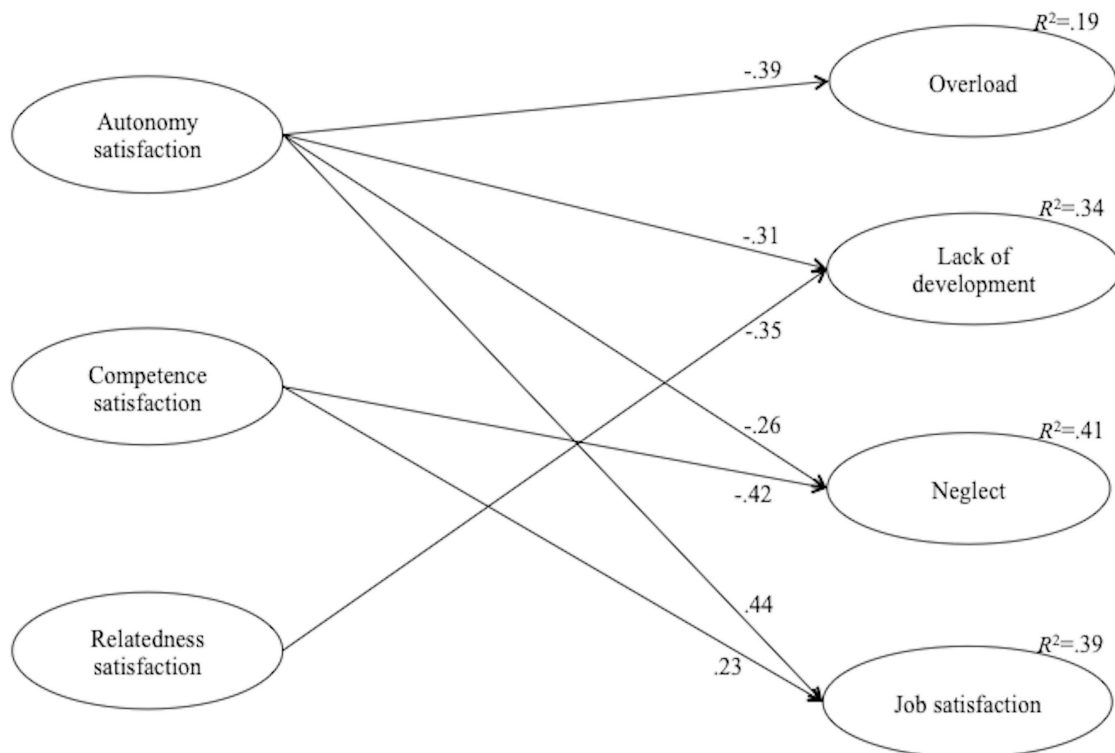 R²=.19
-.39
Overload
Autonomy
satisfaction
R²=.34
-.31
Lack of
development
-.35
Competence
satisfaction
-.26
R²=.41
-.42
Neglect
.44
Relatedness
satisfaction
R²=.39
.23
Job satisfaction